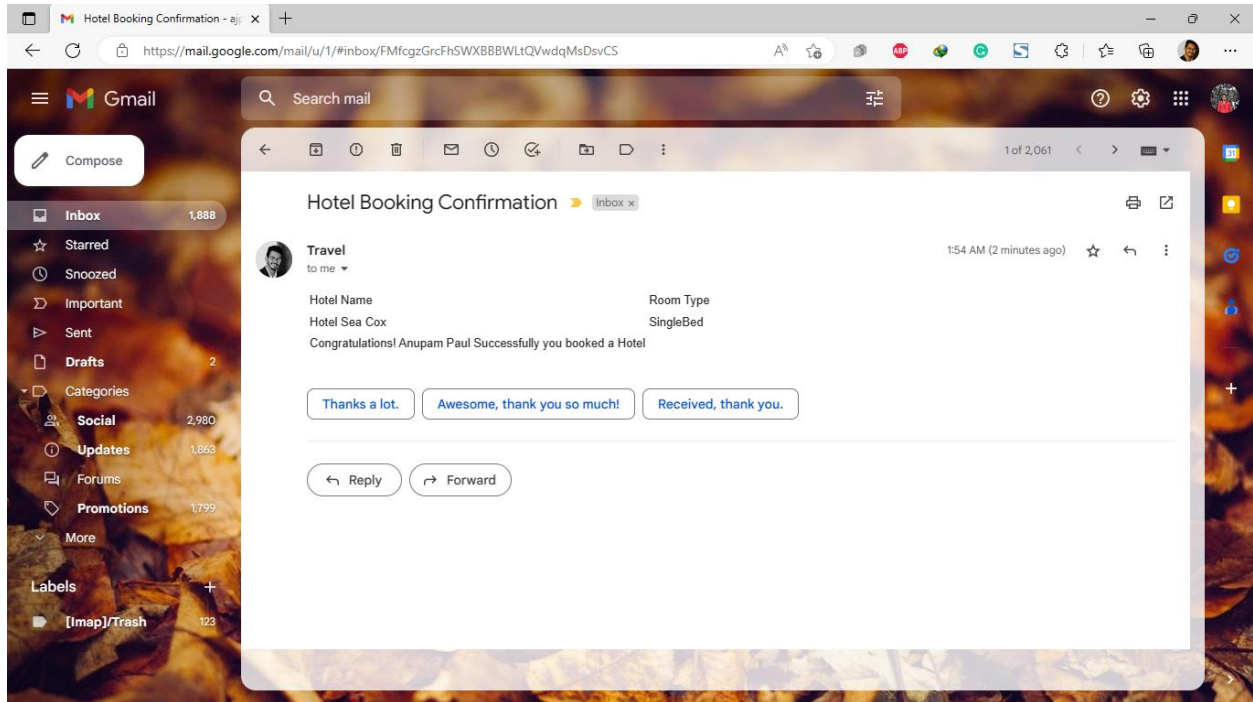 Hotel Booking Confirmation - ajp
https://mail.google.com/mail/u/1/#inbox/FMfcgzGrcFhSWXBBBWLtQVwdqMsDsvCS
Gmail
Search mail
Compose
1 of 2,061
Inbox 1,888
Starred
Snoozed
Important
Sent
Drafts 2
Categories
Social 2,980
Updates 1,863
Forums
Promotions 1,799
More
Labels
[Imap]/Trash 123
Hotel Booking Confirmation Inbox x
Travel 1:54 AM (2 minutes ago)
to me
Hotel Name Room Type
Hotel Sea Cox SingleBed
Congratulations! Anupam Paul Successfully you booked a Hotel
Thanks a lot. Awesome, thank you so much! Received, thank you.
Reply Forward
ABP
31